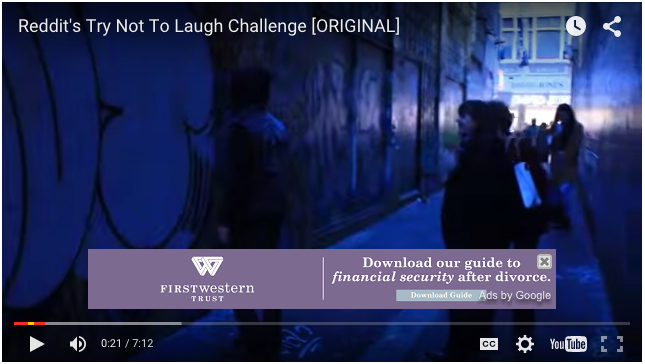 Reddit's Try Not To Laugh Challenge [ORIGINAL]
FIRSTwestern
TRUST
Download our guide to
financial security after divorce.
Download Guide
Ads by Google
0:21 / 7:12
CC
YouTube